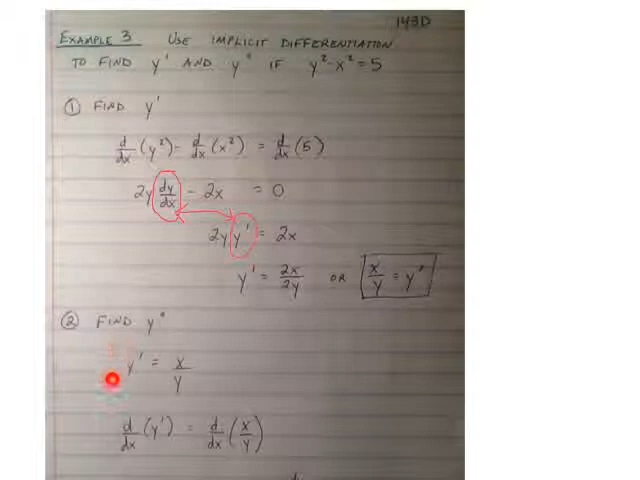 143D
EXAMPLE 3 USE IMPLICIT DIFFERENTIATION
TO FIND y' AND y" IF y²-x²=5
① FIND y'
d/dx (y²) - d/dx (x²) = d/dx (5)
2y dy/dx - 2x = 0
2y y' = 2x
y' = 2x/2y OR x/y = y'
② FIND y"
y' = x/y
d/dx (y') = d/dx (x/y)